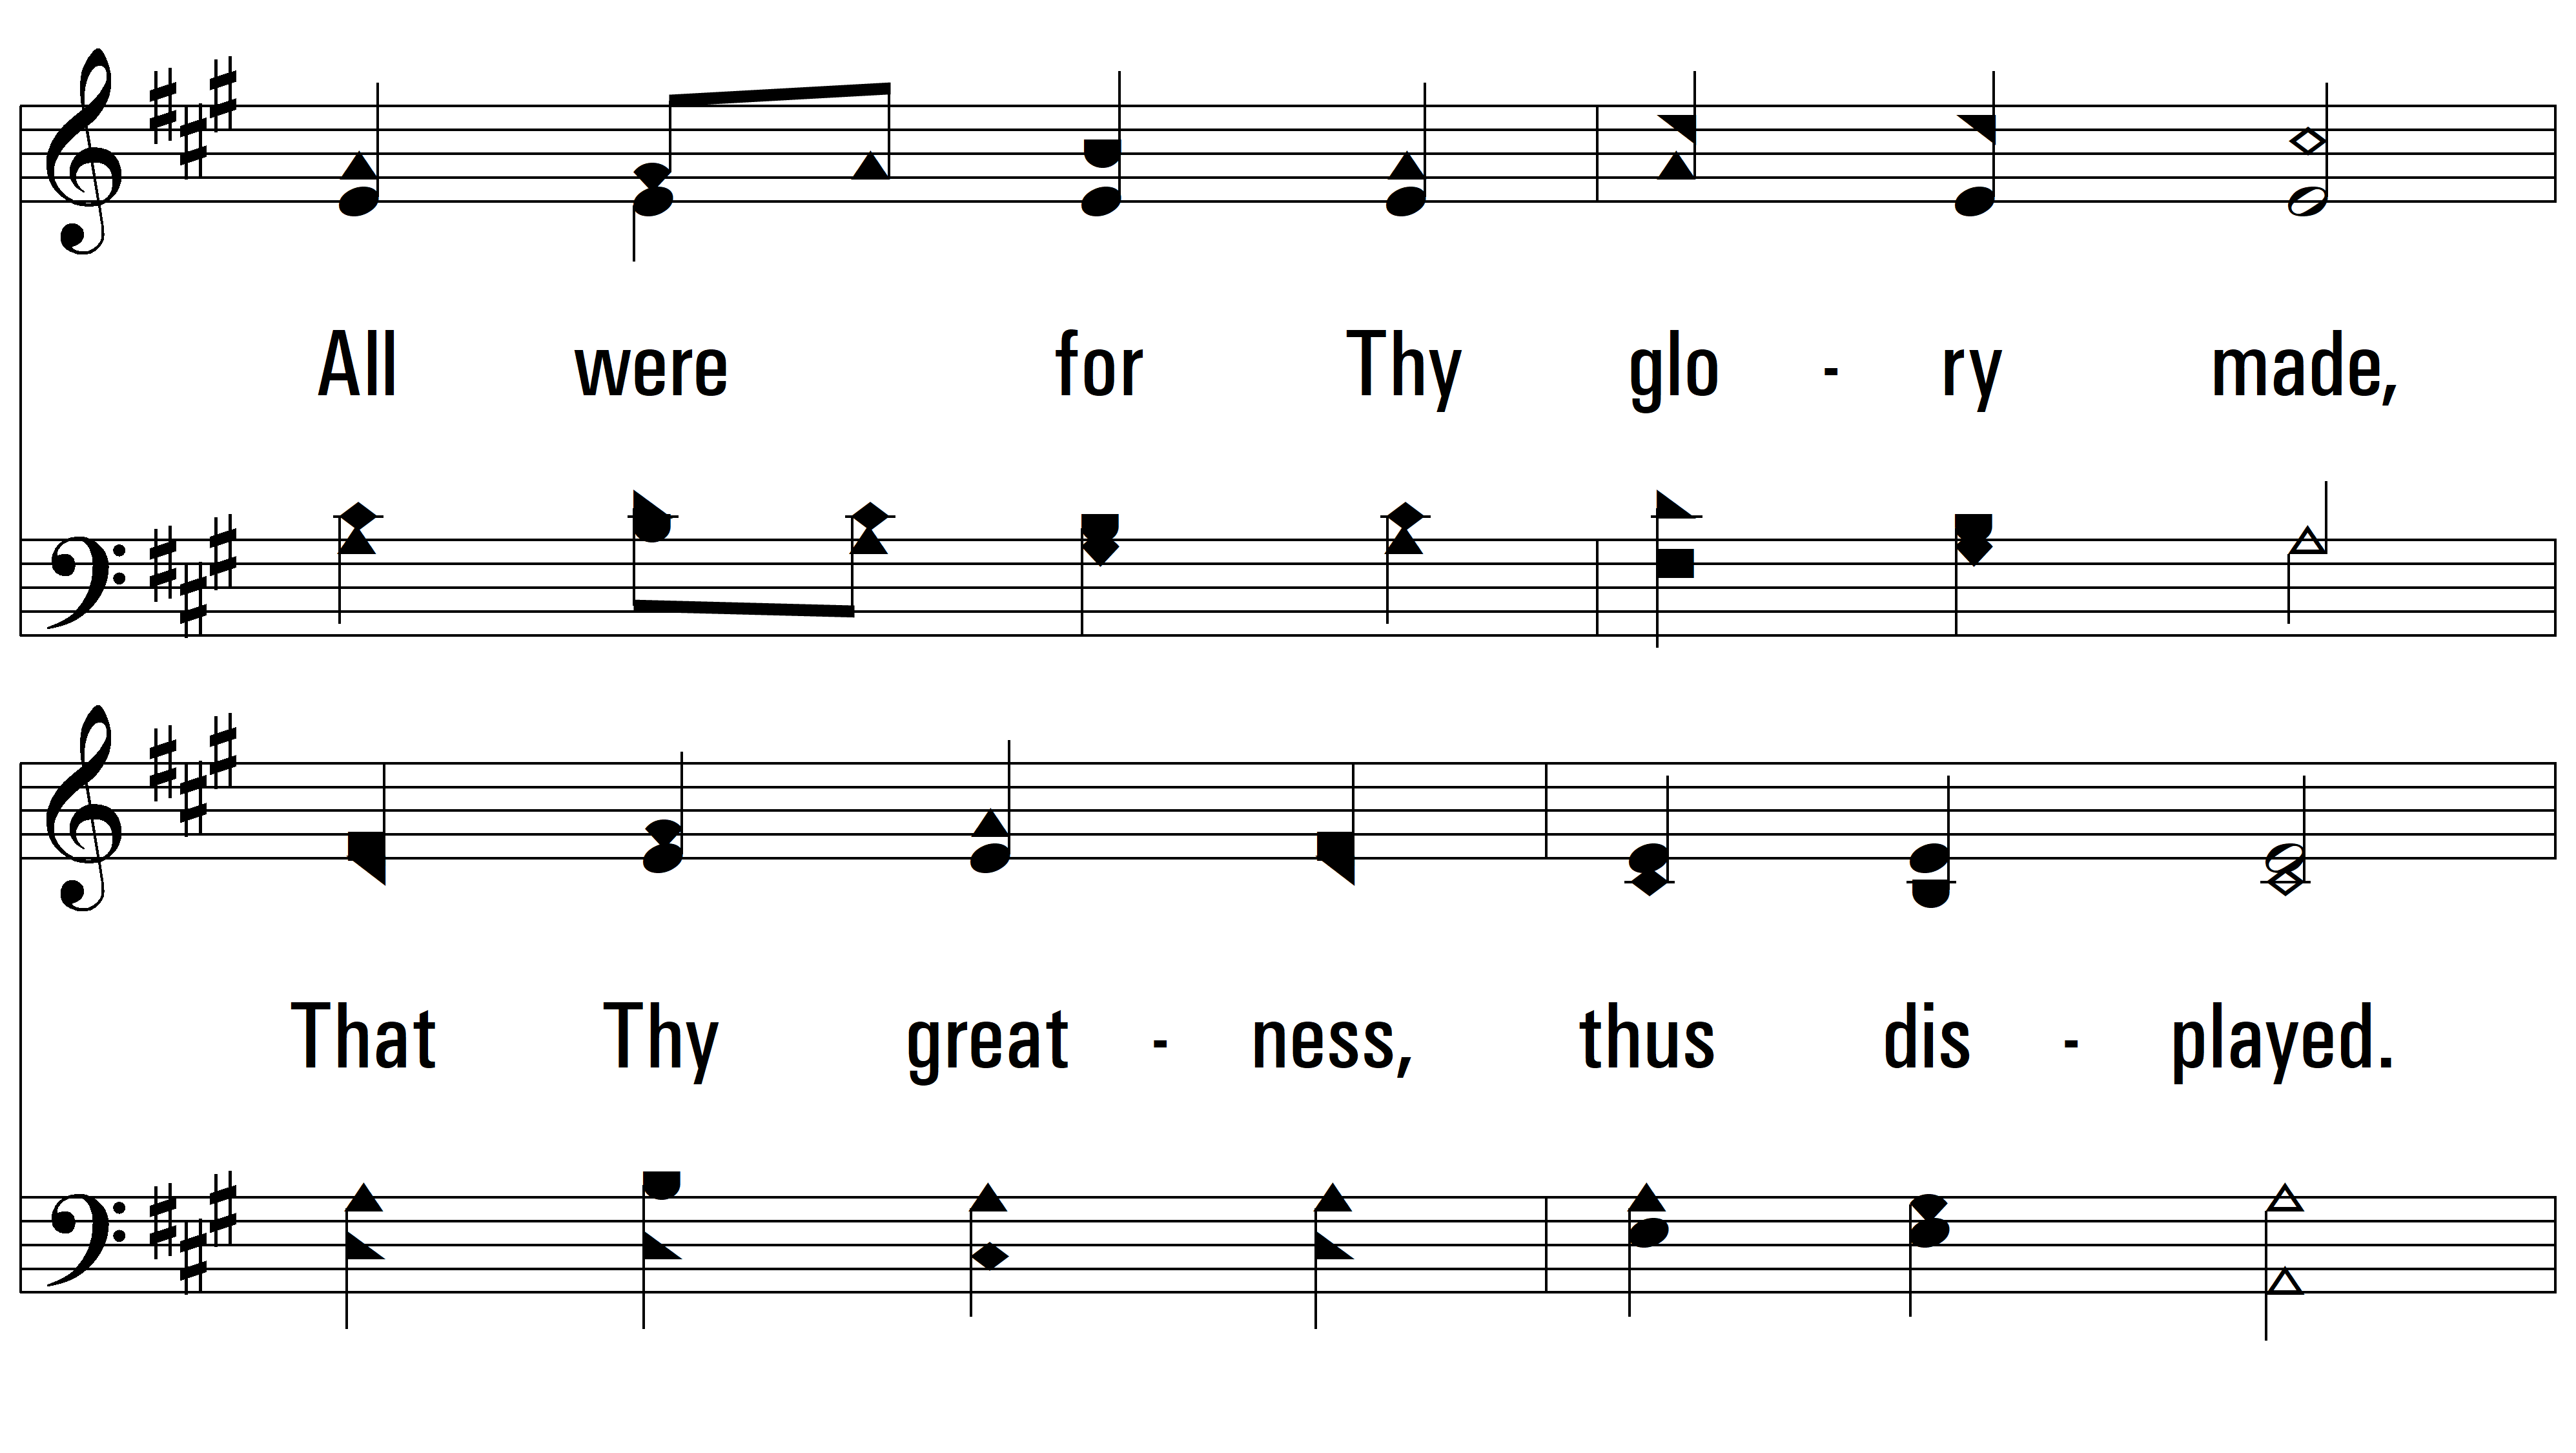 All were for Thy glo - ry made,
That Thy great - ness, thus dis - played.